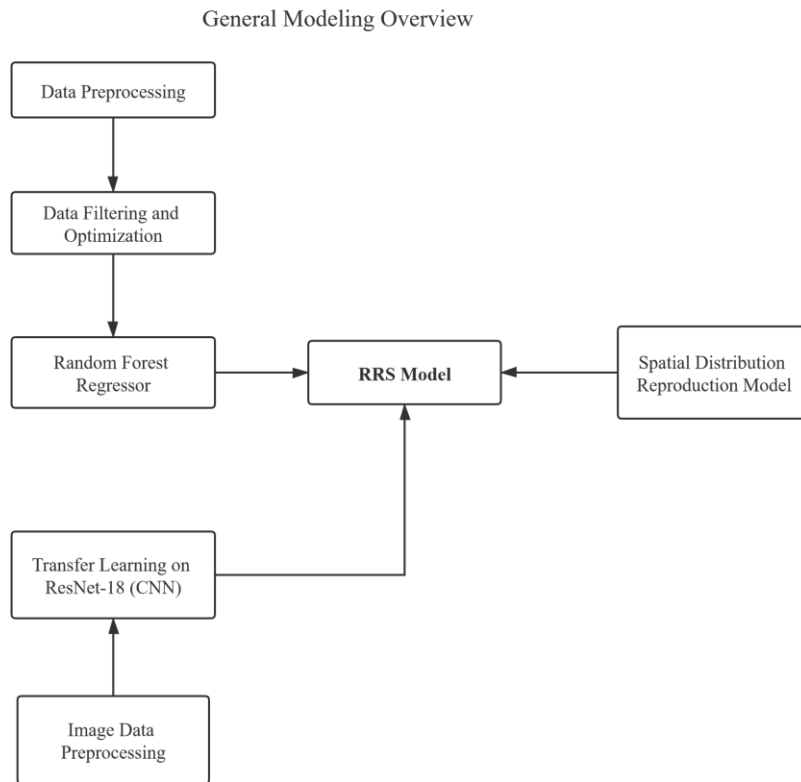 General Modeling Overview
Data Preprocessing
Data Filtering and
Optimization
Random Forest
Regressor
RRS Model
Spatial Distribution
Reproduction Model
Transfer Learning on
ResNet-18 (CNN)
Image Data
Preprocessing